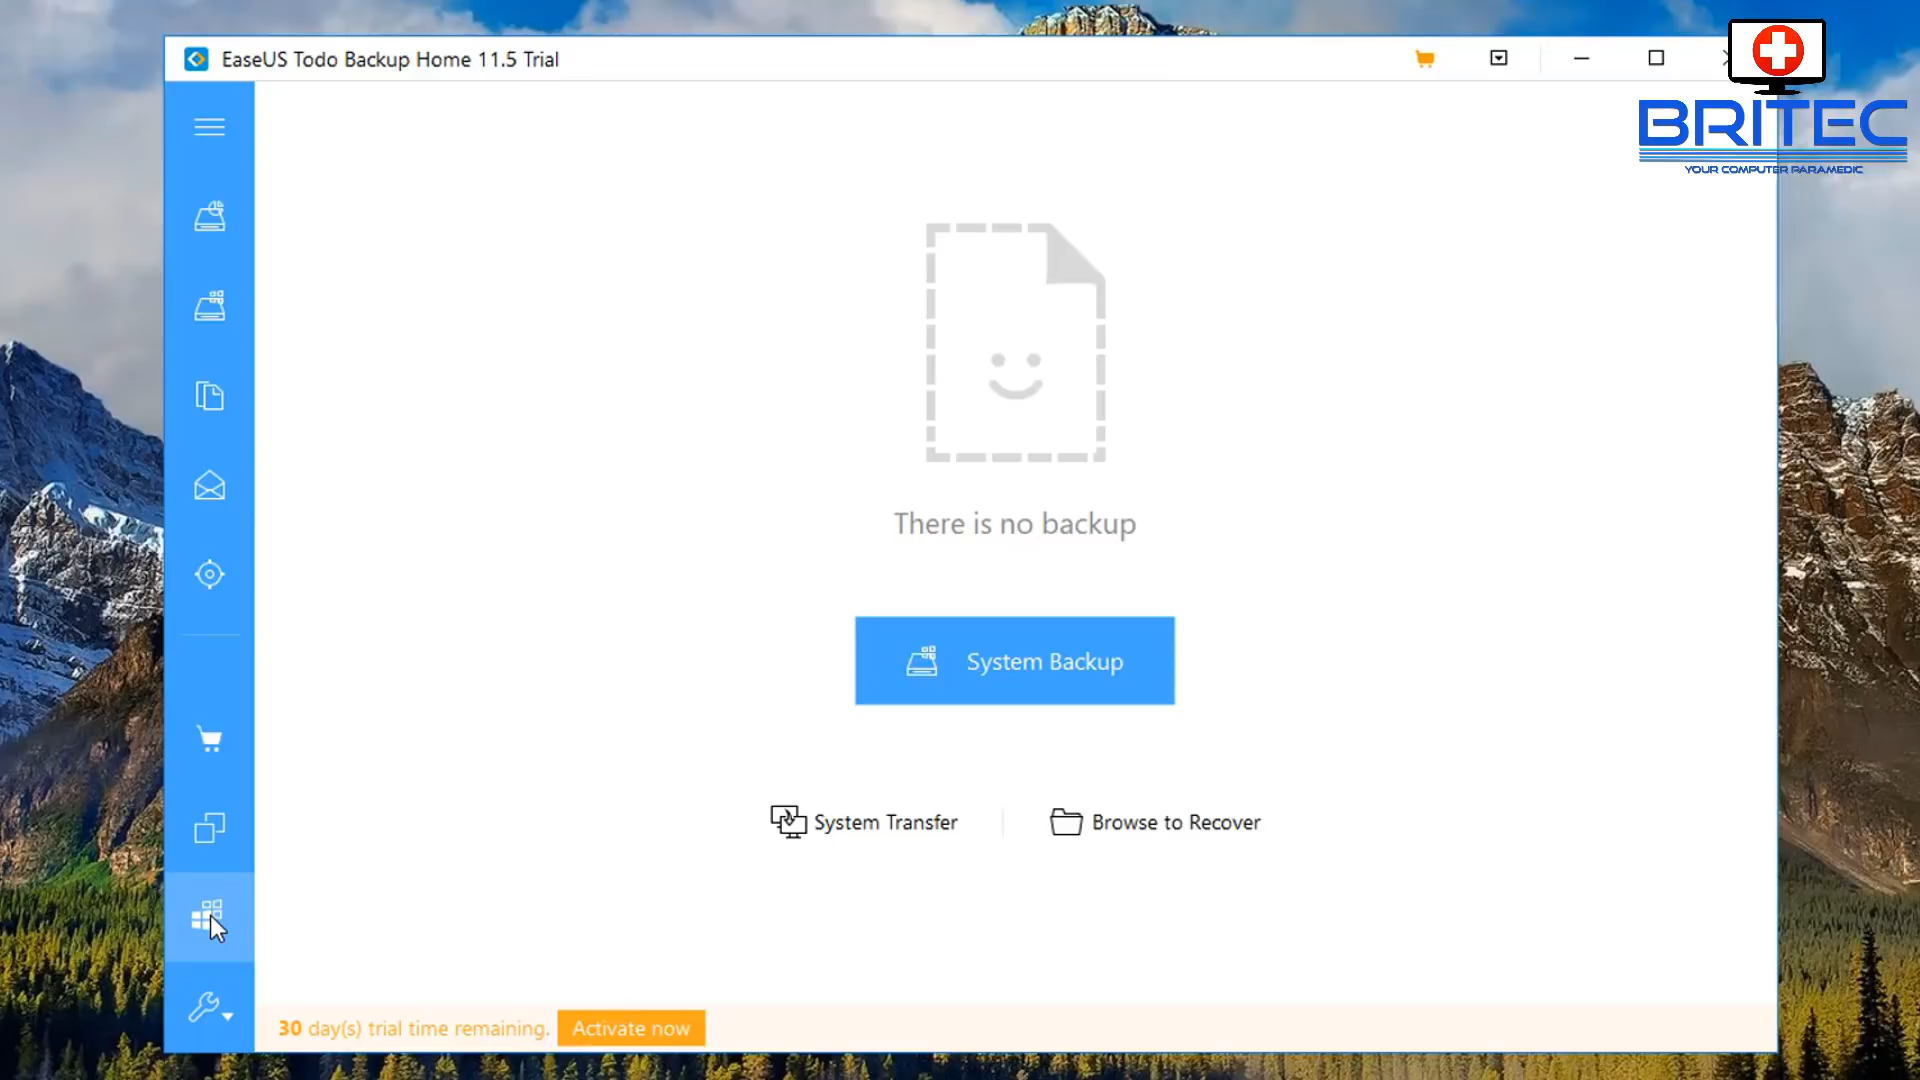 EaseUS Todo Backup Home 11.5 Trial
BRITEC
YOUR COMPUTER PARAMEDIC
There is no backup
System Backup
System Transfer
Browse to Recover
30 day(s) trial time remaining.
Activate now